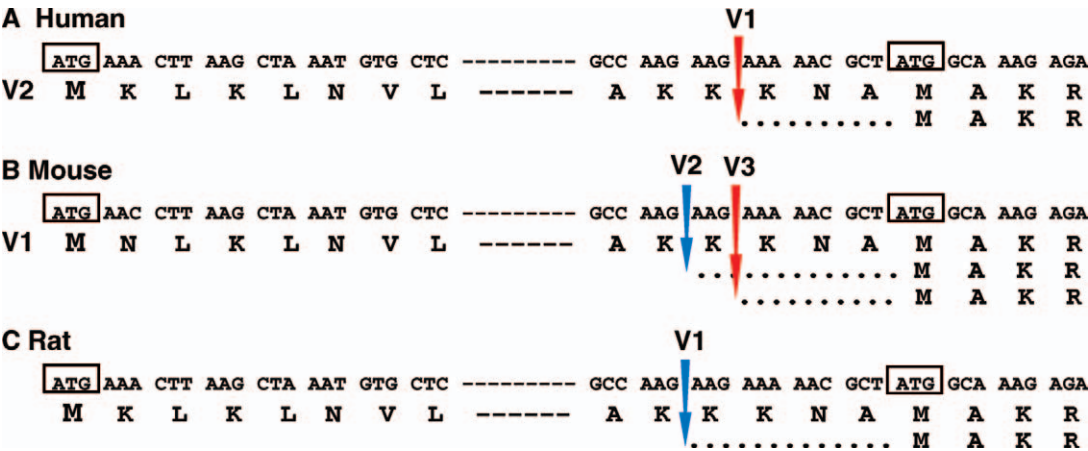 A Human
V1
ATG AAA CTT AAG CTA AAT GTG CTC --------- GCC AAG AAG AAA AAC GCT ATG GCA AAG AGA
V2 M K L K L N V L ------ A K K K N A M A K R
.......... M A K R
B Mouse
V2 V3
ATG AAC CTT AAG CTA AAT GTG CTC --------- GCC AAG AAG AAA AAC GCT ATG GCA AAG AGA
V1 M N L K L N V L ------ A K K K N A M A K R
............. M A K R
.......... M A K R
C Rat
V1
ATG AAA CTT AAG CTA AAT GTG CTC --------- GCC AAG AAG AAA AAC GCT ATG GCA AAG AGA
M K L K L N V L ------ A K K K N A M A K R
............. M A K R